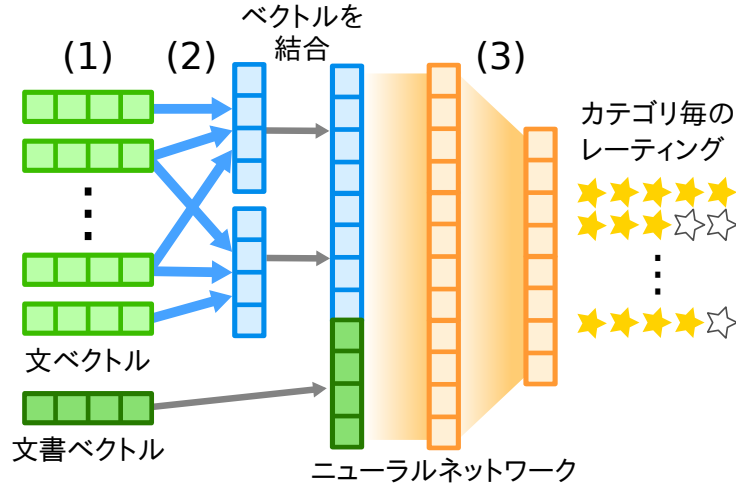 ベクトルを
結合
(1)
(2)
(3)
カテゴリ毎の
レーティング
文ベクトル
文書ベクトル
ニューラルネットワーク